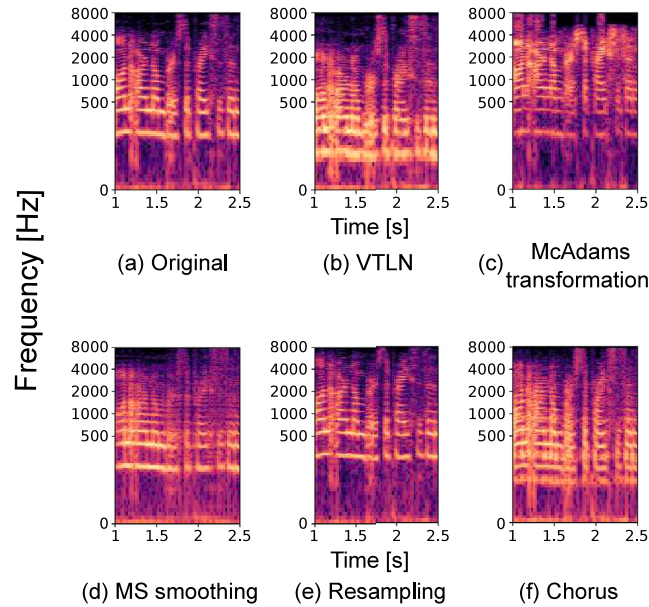 8000
4000
2000
1000
500
0
1 1.5 2 2.5
(a) Original
8000
4000
2000
1000
500
0
1 1.5 2 2.5
Time [s]
(b) VTLN
8000
4000
2000
1000
500
0
1 1.5 2 2.5
(c) McAdams
transformation
Frequency [Hz]
8000
4000
2000
1000
500
0
1 1.5 2 2.5
(d) MS smoothing
8000
4000
2000
1000
500
0
1 1.5 2 2.5
Time [s]
(e) Resampling
8000
4000
2000
1000
500
0
1 1.5 2 2.5
(f) Chorus